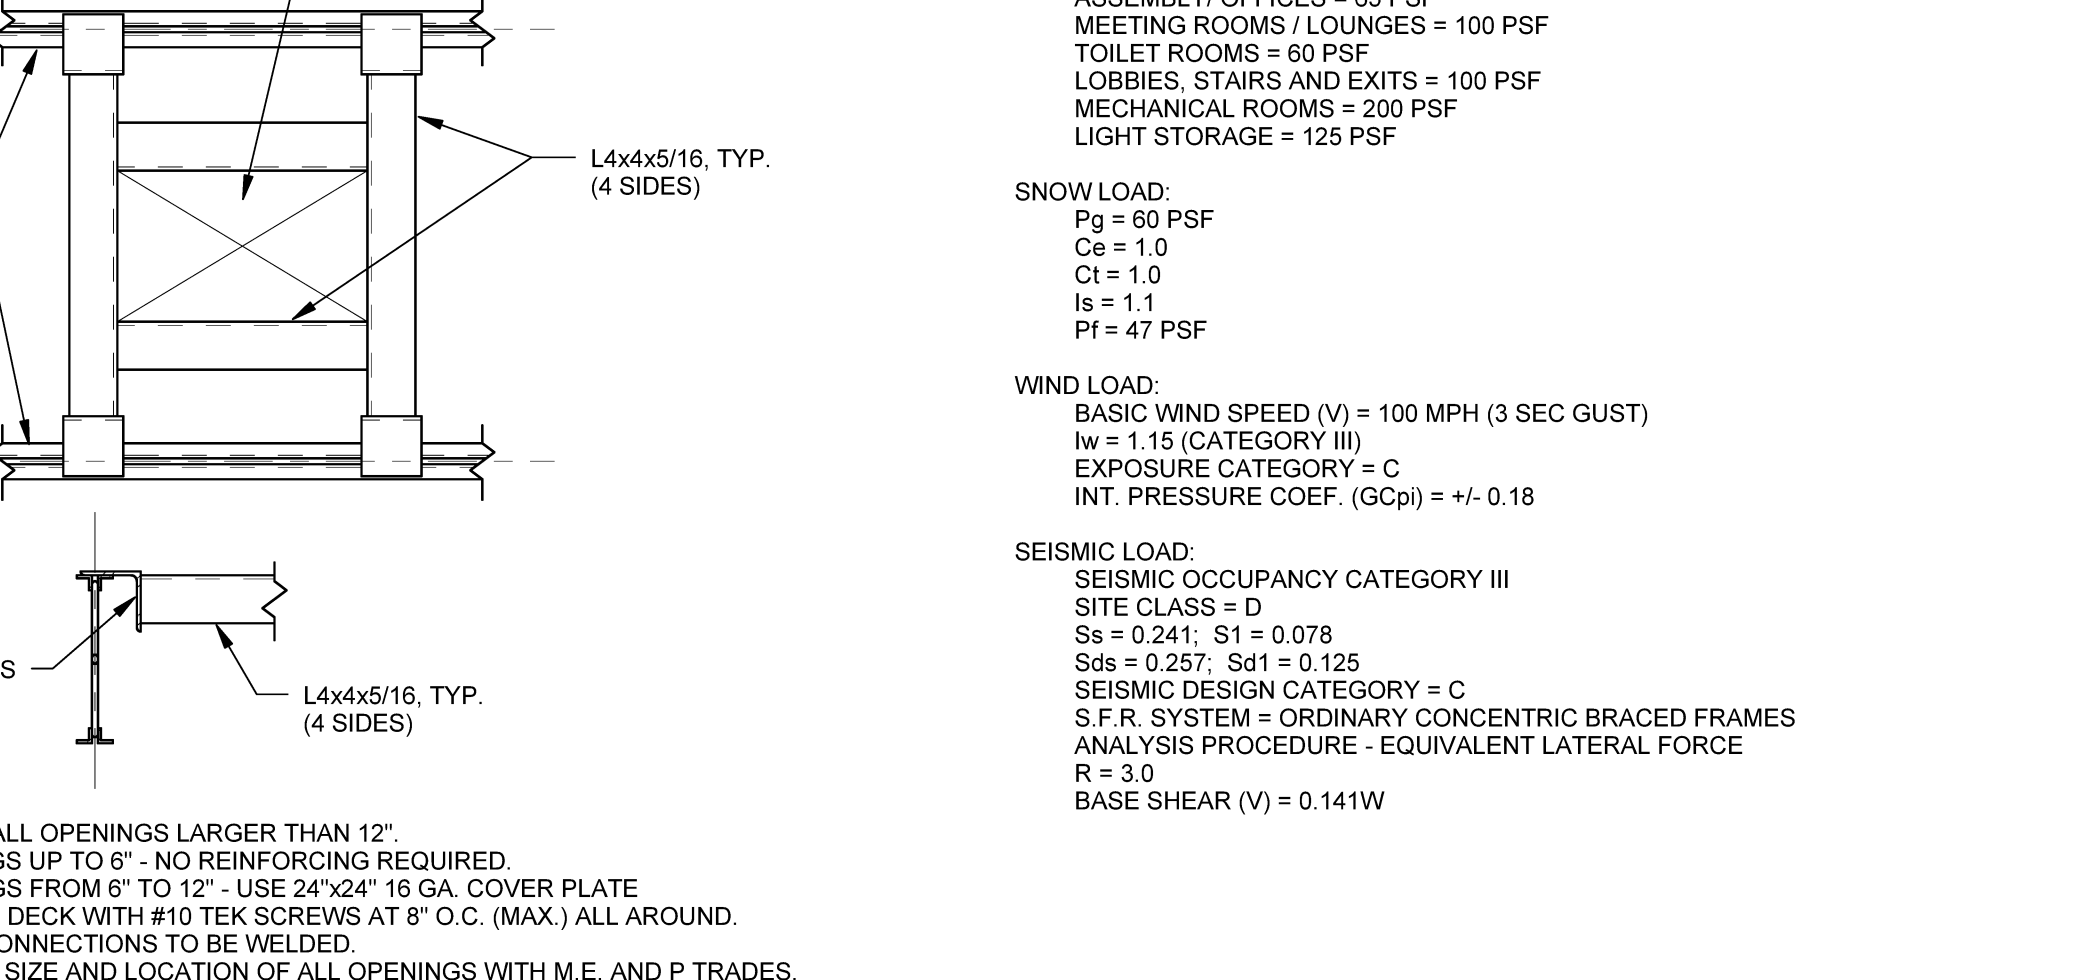 L4x4x5/16, TYP.
(4 SIDES)
S
L4x4x5/16, TYP.
(4 SIDES)
ALL OPENINGS LARGER THAN 12".
GS UP TO 6" - NO REINFORCING REQUIRED.
GS FROM 6" TO 12" - USE 24"x24" 16 GA. COVER PLATE
DECK WITH #10 TEK SCREWS AT 8" O.C. (MAX.) ALL AROUND.
ONNECTIONS TO BE WELDED.
SIZE AND LOCATION OF ALL OPENINGS WITH M.E. AND P TRADES.
ASSEMBLY/ OFFICES = 65 PSF
MEETING ROOMS / LOUNGES = 100 PSF
TOILET ROOMS = 60 PSF
LOBBIES, STAIRS AND EXITS = 100 PSF
MECHANICAL ROOMS = 200 PSF
LIGHT STORAGE = 125 PSF
SNOW LOAD:
Pg = 60 PSF
Ce = 1.0
Ct = 1.0
Is = 1.1
Pf = 47 PSF
WIND LOAD:
BASIC WIND SPEED (V) = 100 MPH (3 SEC GUST)
Iw = 1.15 (CATEGORY III)
EXPOSURE CATEGORY = C
INT. PRESSURE COEF. (GCpi) = +/- 0.18
SEISMIC LOAD:
SEISMIC OCCUPANCY CATEGORY III
SITE CLASS = D
Ss = 0.241;  S1 = 0.078
Sds = 0.257;  Sd1 = 0.125
SEISMIC DESIGN CATEGORY = C
S.F.R. SYSTEM = ORDINARY CONCENTRIC BRACED FRAMES
ANALYSIS PROCEDURE - EQUIVALENT LATERAL FORCE
R = 3.0
BASE SHEAR (V) = 0.141W